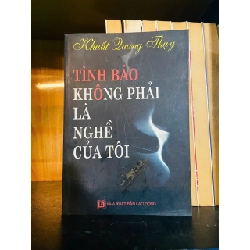 Khuất Quang Thụy
TÌNH BÁO
KHÔNG PHẢI
LÀ
NGHỀ
CỦA TÔI